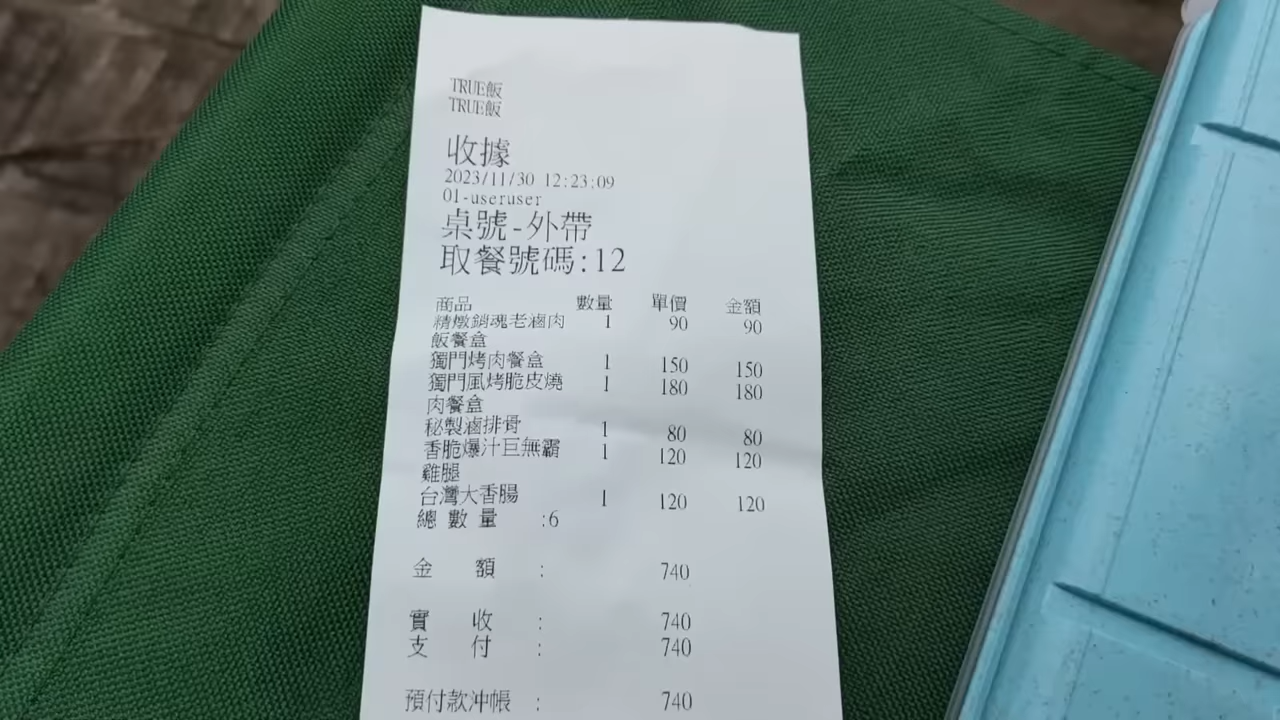 TRUE飯
TRUE飯
收據
2023/11/30 12:23:09
01-useruser
桌號-外帶
取餐號碼:12
商品 數量 單價 金額
精燉銷魂老滷肉 1 90 90
飯餐盒
獨門烤肉餐盒 1 150 150
獨門風烤脆皮燒 1 180 180
肉餐盒
秘製滷排骨 1 80 80
香脆爆汁巨無霸 1 120 120
雞腿
台灣大香腸 1 120 120
總 數 量 :6
金 額 : 740
實 收 : 740
支 付 : 740
預付款沖帳 : 740